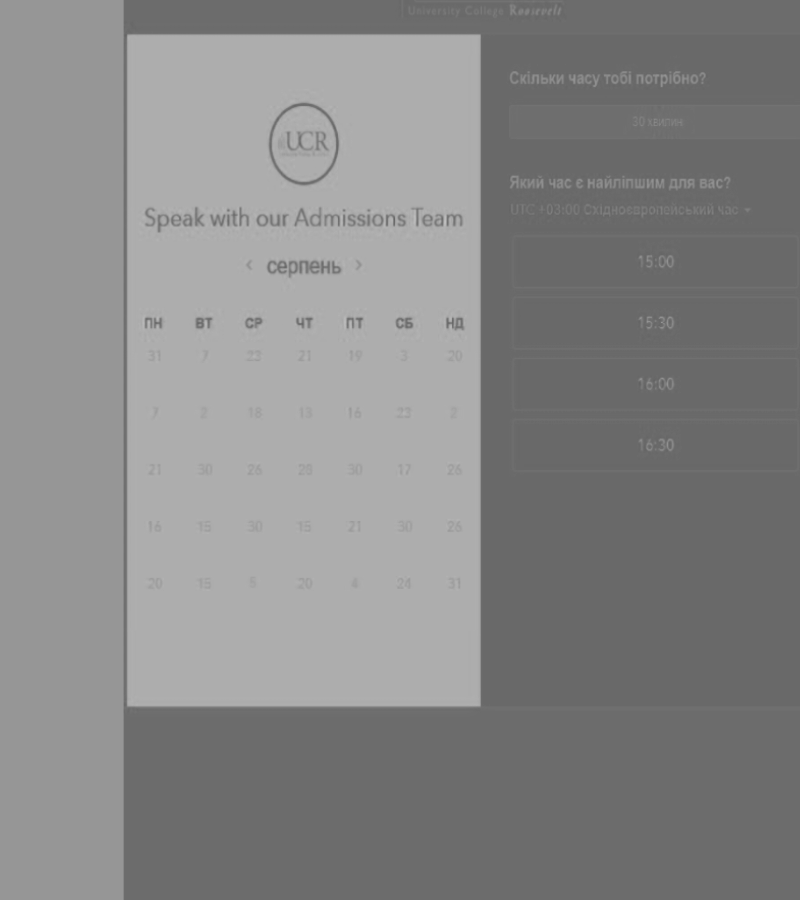 University College Roosevelt
UCR
Speak with our Admissions Team
‹ серпень ›
ПН ВТ СР ЧТ ПТ СБ НД
31 7 23 21 19 3 20
7 2 18 13 16 23 2
21 30 26 28 30 17 26
16 15 30 15 21 30 26
20 15 5 20 4 24 31
Скільки часу тобі потрібно?
30 хвилин
Який час є найліпшим для вас?
UTC +03:00 Східноєвропейський час
15:00
15:30
16:00
16:30